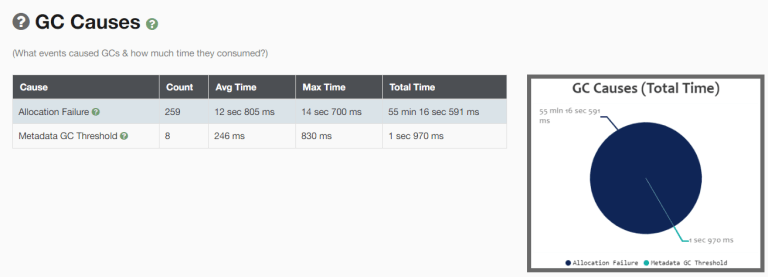 GC Causes
(What events caused GCs & how much time they consumed?)
Cause Count Avg Time Max Time Total Time
Allocation Failure 259 12 sec 805 ms 14 sec 700 ms 55 min 16 sec 591 ms
Metadata GC Threshold 8 246 ms 830 ms 1 sec 970 ms
GC Causes (Total Time)
55 min 16 sec 591
ms
1 sec 970 ms
Allocation Failure Metadata GC Threshold